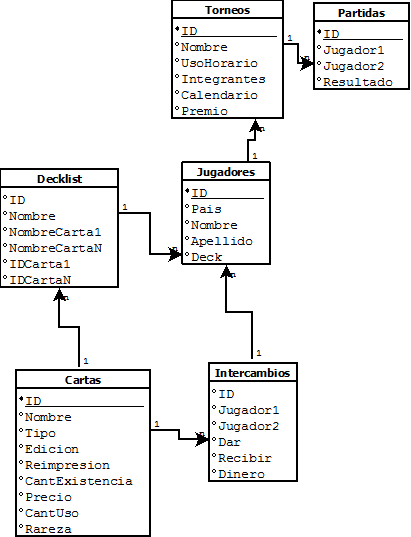 Torneos
ID
Nombre
UsoHorario
Integrantes
Calendario
Premio
1
n
Partidas
ID
Jugador1
Jugador2
Resultado
n
1
Decklist
ID
Nombre
NombreCarta1
NombreCartaN
IDCarta1
IDCartaN
1
n
Jugadores
ID
Pais
Nombre
Apellido
Deck
n
n
1
1
Cartas
ID
Nombre
Tipo
Edicion
Reimpresion
CantExistencia
Precio
CantUso
Rareza
1
n
Intercambios
ID
Jugador1
Jugador2
Dar
Recibir
Dinero